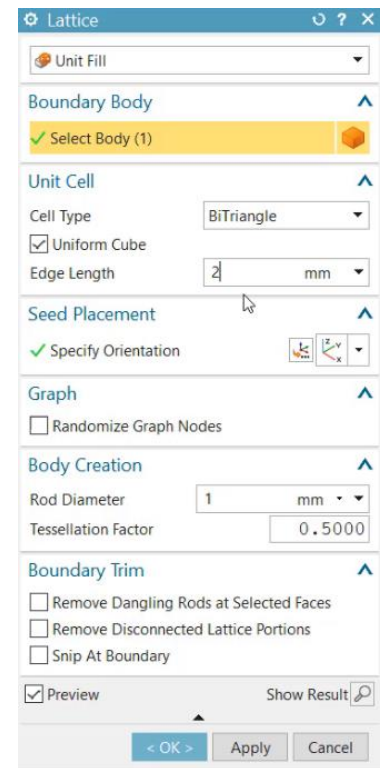 Lattice
Unit Fill
Boundary Body
Select Body (1)
Unit Cell
Cell Type BiTriangle
Uniform Cube
Edge Length 2 mm
Seed Placement
Specify Orientation
Graph
Randomize Graph Nodes
Body Creation
Rod Diameter 1 mm
Tessellation Factor 0.5000
Boundary Trim
Remove Dangling Rods at Selected Faces
Remove Disconnected Lattice Portions
Snip At Boundary
Preview Show Result
< OK > Apply Cancel